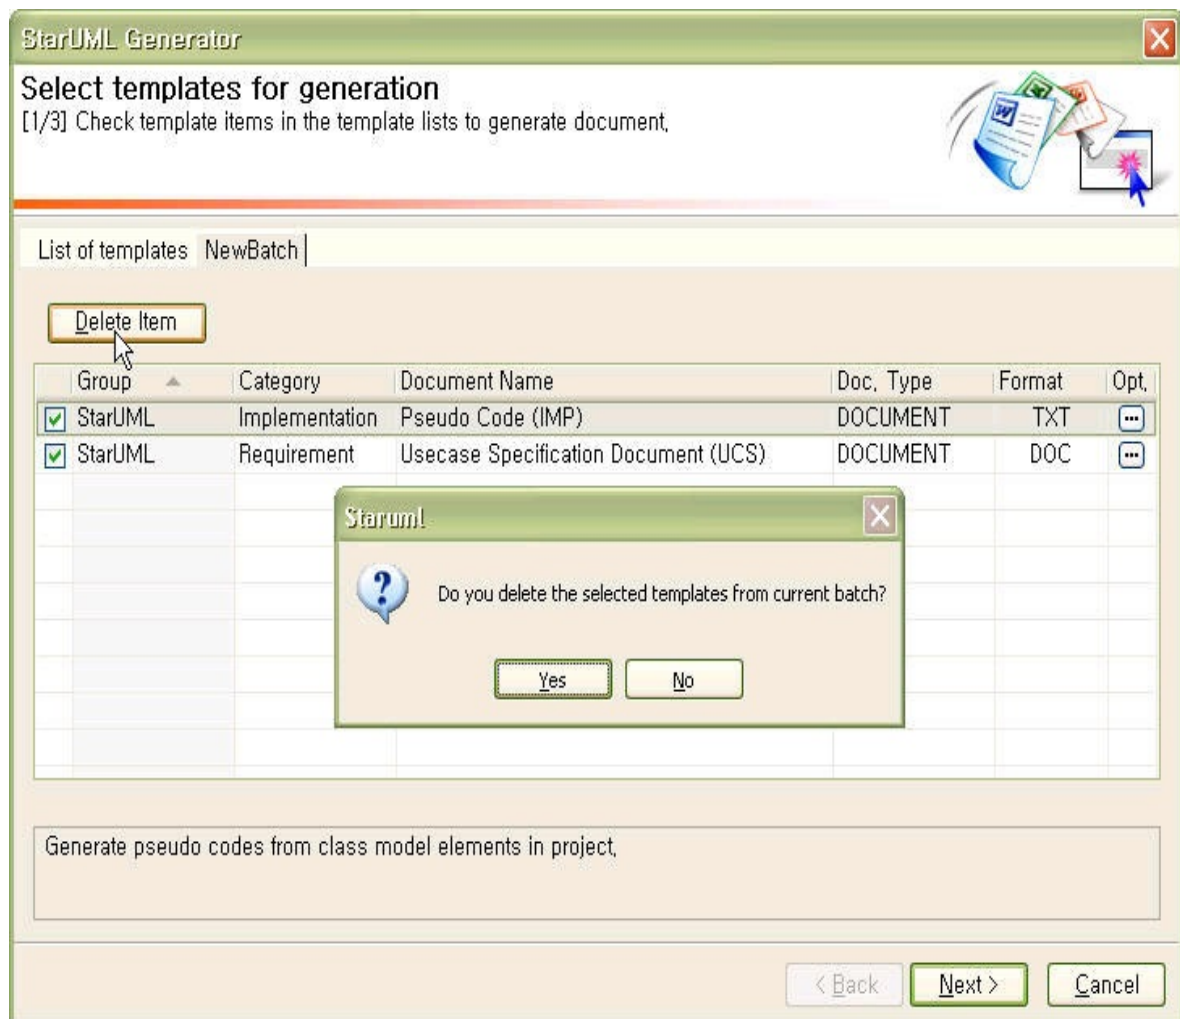 StarUML Generator
Select templates for generation
[1/3] Check template items in the template lists to generate document,
List of templates NewBatch
Delete Item
Group Category Document Name Doc, Type Format Opt,
StarUML Implementation Pseudo Code (IMP) DOCUMENT TXT
StarUML Requirement Usecase Specification Document (UCS) DOCUMENT DOC
Staruml
Do you delete the selected templates from current batch?
Yes No
Generate pseudo codes from class model elements in project,
< Back Next > Cancel